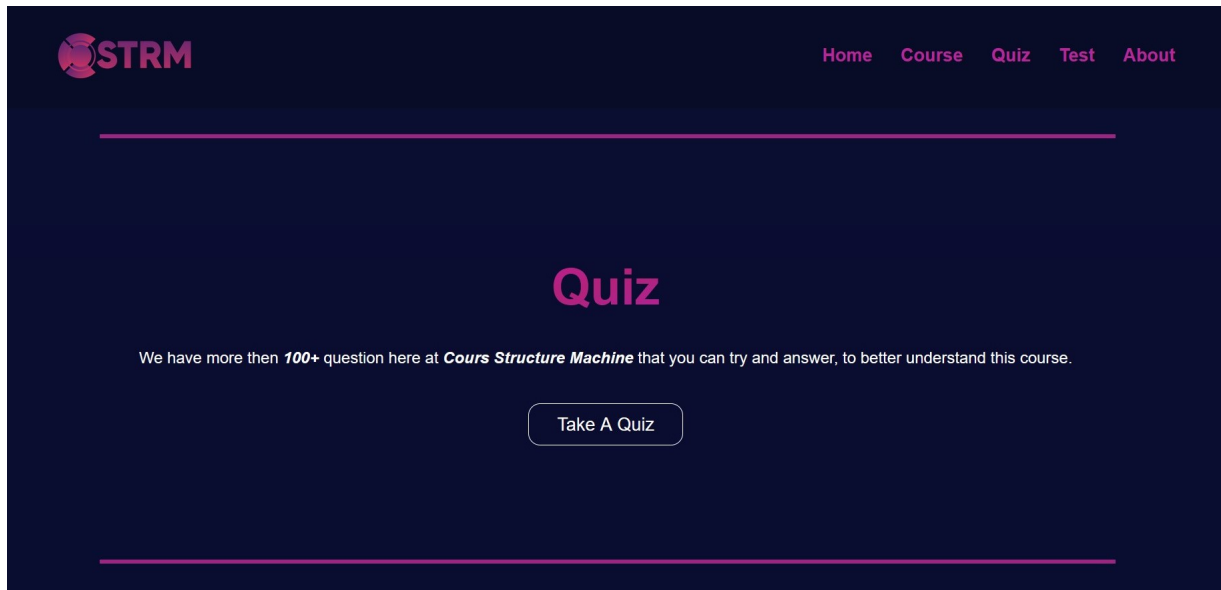 STRM
Home Course Quiz Test About
Quiz
We have more then 100+ question here at Cours Structure Machine that you can try and answer, to better understand this course.
Take A Quiz